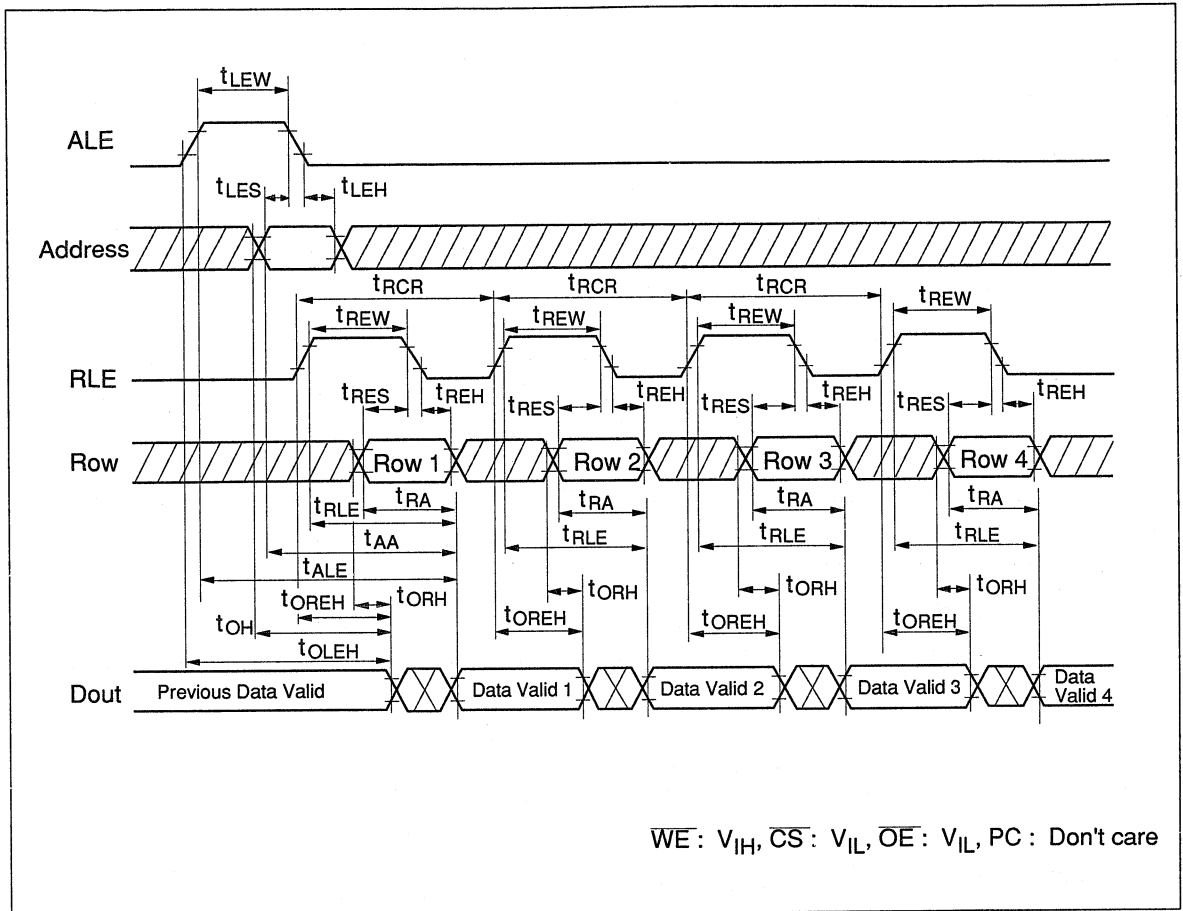 tLEW
ALE
tLES tLEH
Address
tRCR tRCR tRCR
tREW tREW tREW tREW
RLE
tRES tREH tRES tREH tRES tREH tRES tREH
Row Row 1 Row 2 Row 3 Row 4
tRLE tRA tRA tRA tRA
tAA tRLE tRLE tRLE
tALE
tOREH tORH tORH tORH tORH
tOH tOREH tOREH tOREH
tOLEH
Dout Previous Data Valid Data Valid 1 Data Valid 2 Data Valid 3 Data
Valid 4
W̅E̅ : VIH, C̅S̅ : VIL, O̅E̅ : VIL, PC : Don't care